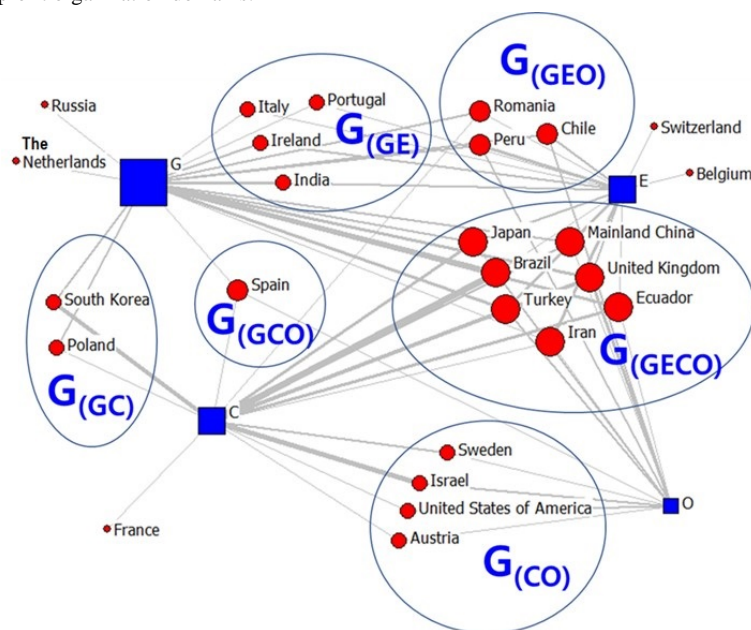 G(GEO)
Russia
Italy
Portugal
Romania
Chile
Switzerland
The
Netherlands
G
Ireland
G(GE)
Peru
India
E
Belgium
Japan
Mainland China
Brazil
United Kingdom
Turkey
Ecuador
Iran
G(GECO)
South Korea
Poland
G(GC)
Spain
G(GCO)
C
Sweden
Israel
United States of America
Austria
G(CO)
O
France